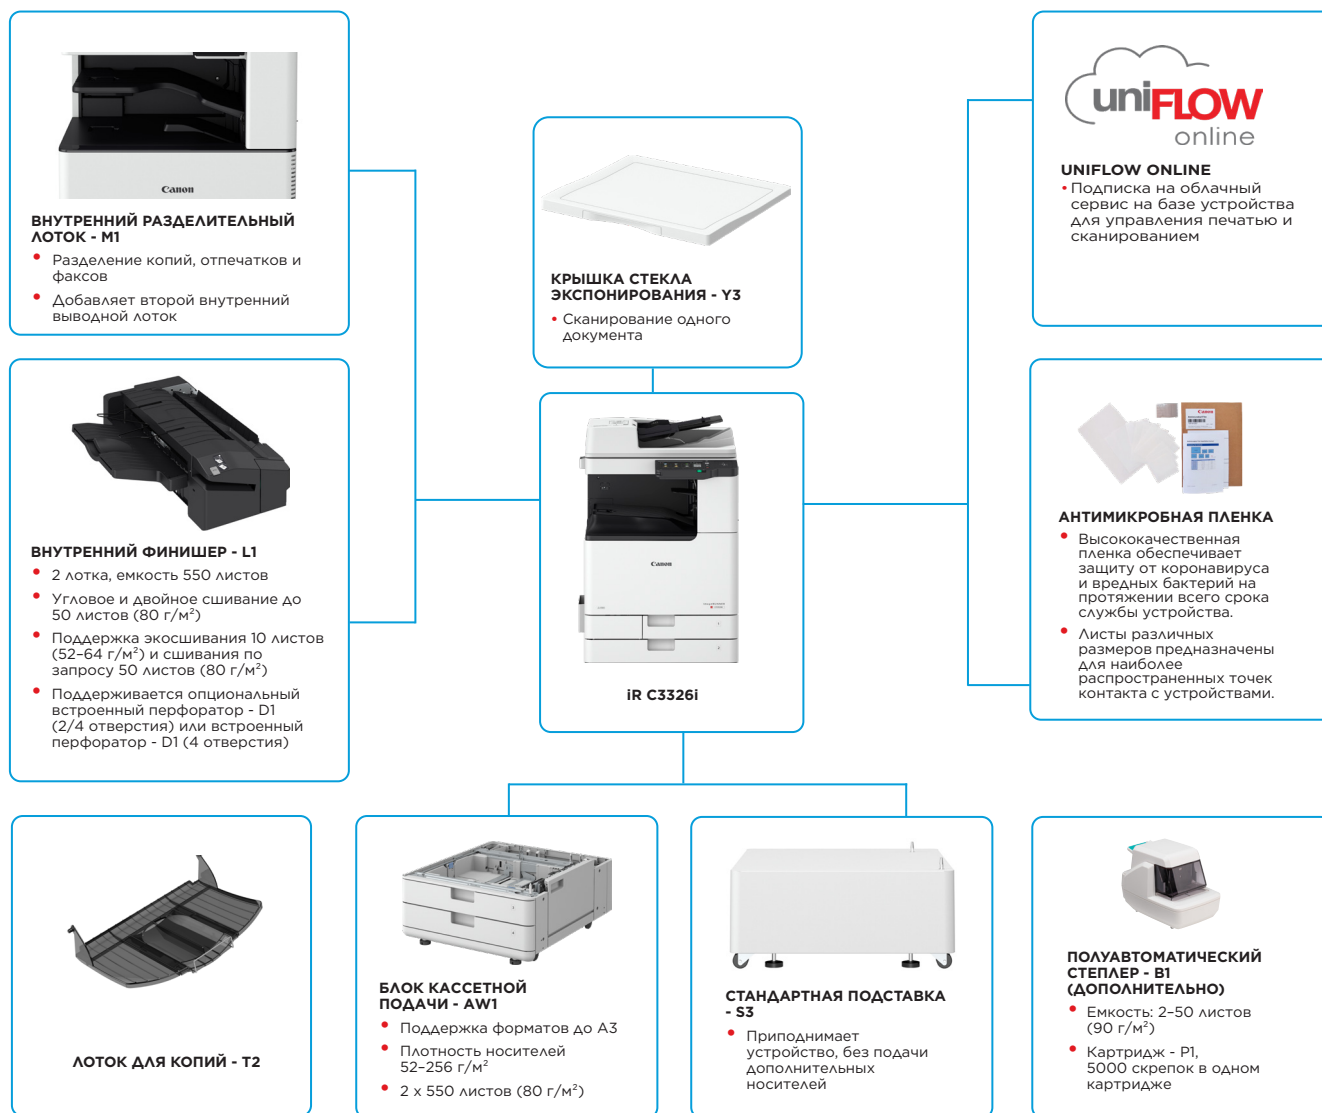 Canon
ВНУТРЕННИЙ РАЗДЕЛИТЕЛЬНЫЙ
ЛОТОК - M1
• Разделение копий, отпечатков и
факсов
• Добавляет второй внутренний
выводной лоток
КРЫШКА СТЕКЛА
ЭКСПОНИРОВАНИЯ - Y3
• Сканирование одного
документа
uniFLOW
online
UNIFLOW ONLINE
• Подписка на облачный
сервис на базе устройства
для управления печатью и
сканированием
ВНУТРЕННИЙ ФИНИШЕР - L1
• 2 лотка, емкость 550 листов
• Угловое и двойное сшивание до
50 листов (80 г/м²)
• Поддержка экосшивания 10 листов
(52–64 г/м²) и сшивания по
запросу 50 листов (80 г/м²)
• Поддерживается опциональный
встроенный перфоратор - D1
(2/4 отверстия) или встроенный
перфоратор - D1 (4 отверстия)
Canon
iR C3326i
Canon
АНТИМИКРОБНАЯ ПЛЕНКА
• Высококачественная
пленка обеспечивает
защиту от коронавируса
и вредных бактерий на
протяжении всего срока
службы устройства.
• Листы различных
размеров предназначены
для наиболее
распространенных точек
контакта с устройствами.
ЛОТОК ДЛЯ КОПИЙ - T2
БЛОК КАССЕТНОЙ
ПОДАЧИ - AW1
• Поддержка форматов до A3
• Плотность носителей
52–256 г/м²
• 2 x 550 листов (80 г/м²)
СТАНДАРТНАЯ ПОДСТАВКА
- S3
• Приподнимает
устройство, без подачи
дополнительных
носителей
ПОЛУАВТОМАТИЧЕСКИЙ
СТЕПЛЕР - B1
(ДОПОЛНИТЕЛЬНО)
• Емкость: 2–50 листов
(90 г/м²)
• Картридж - P1,
5000 скрепок в одном
картридже